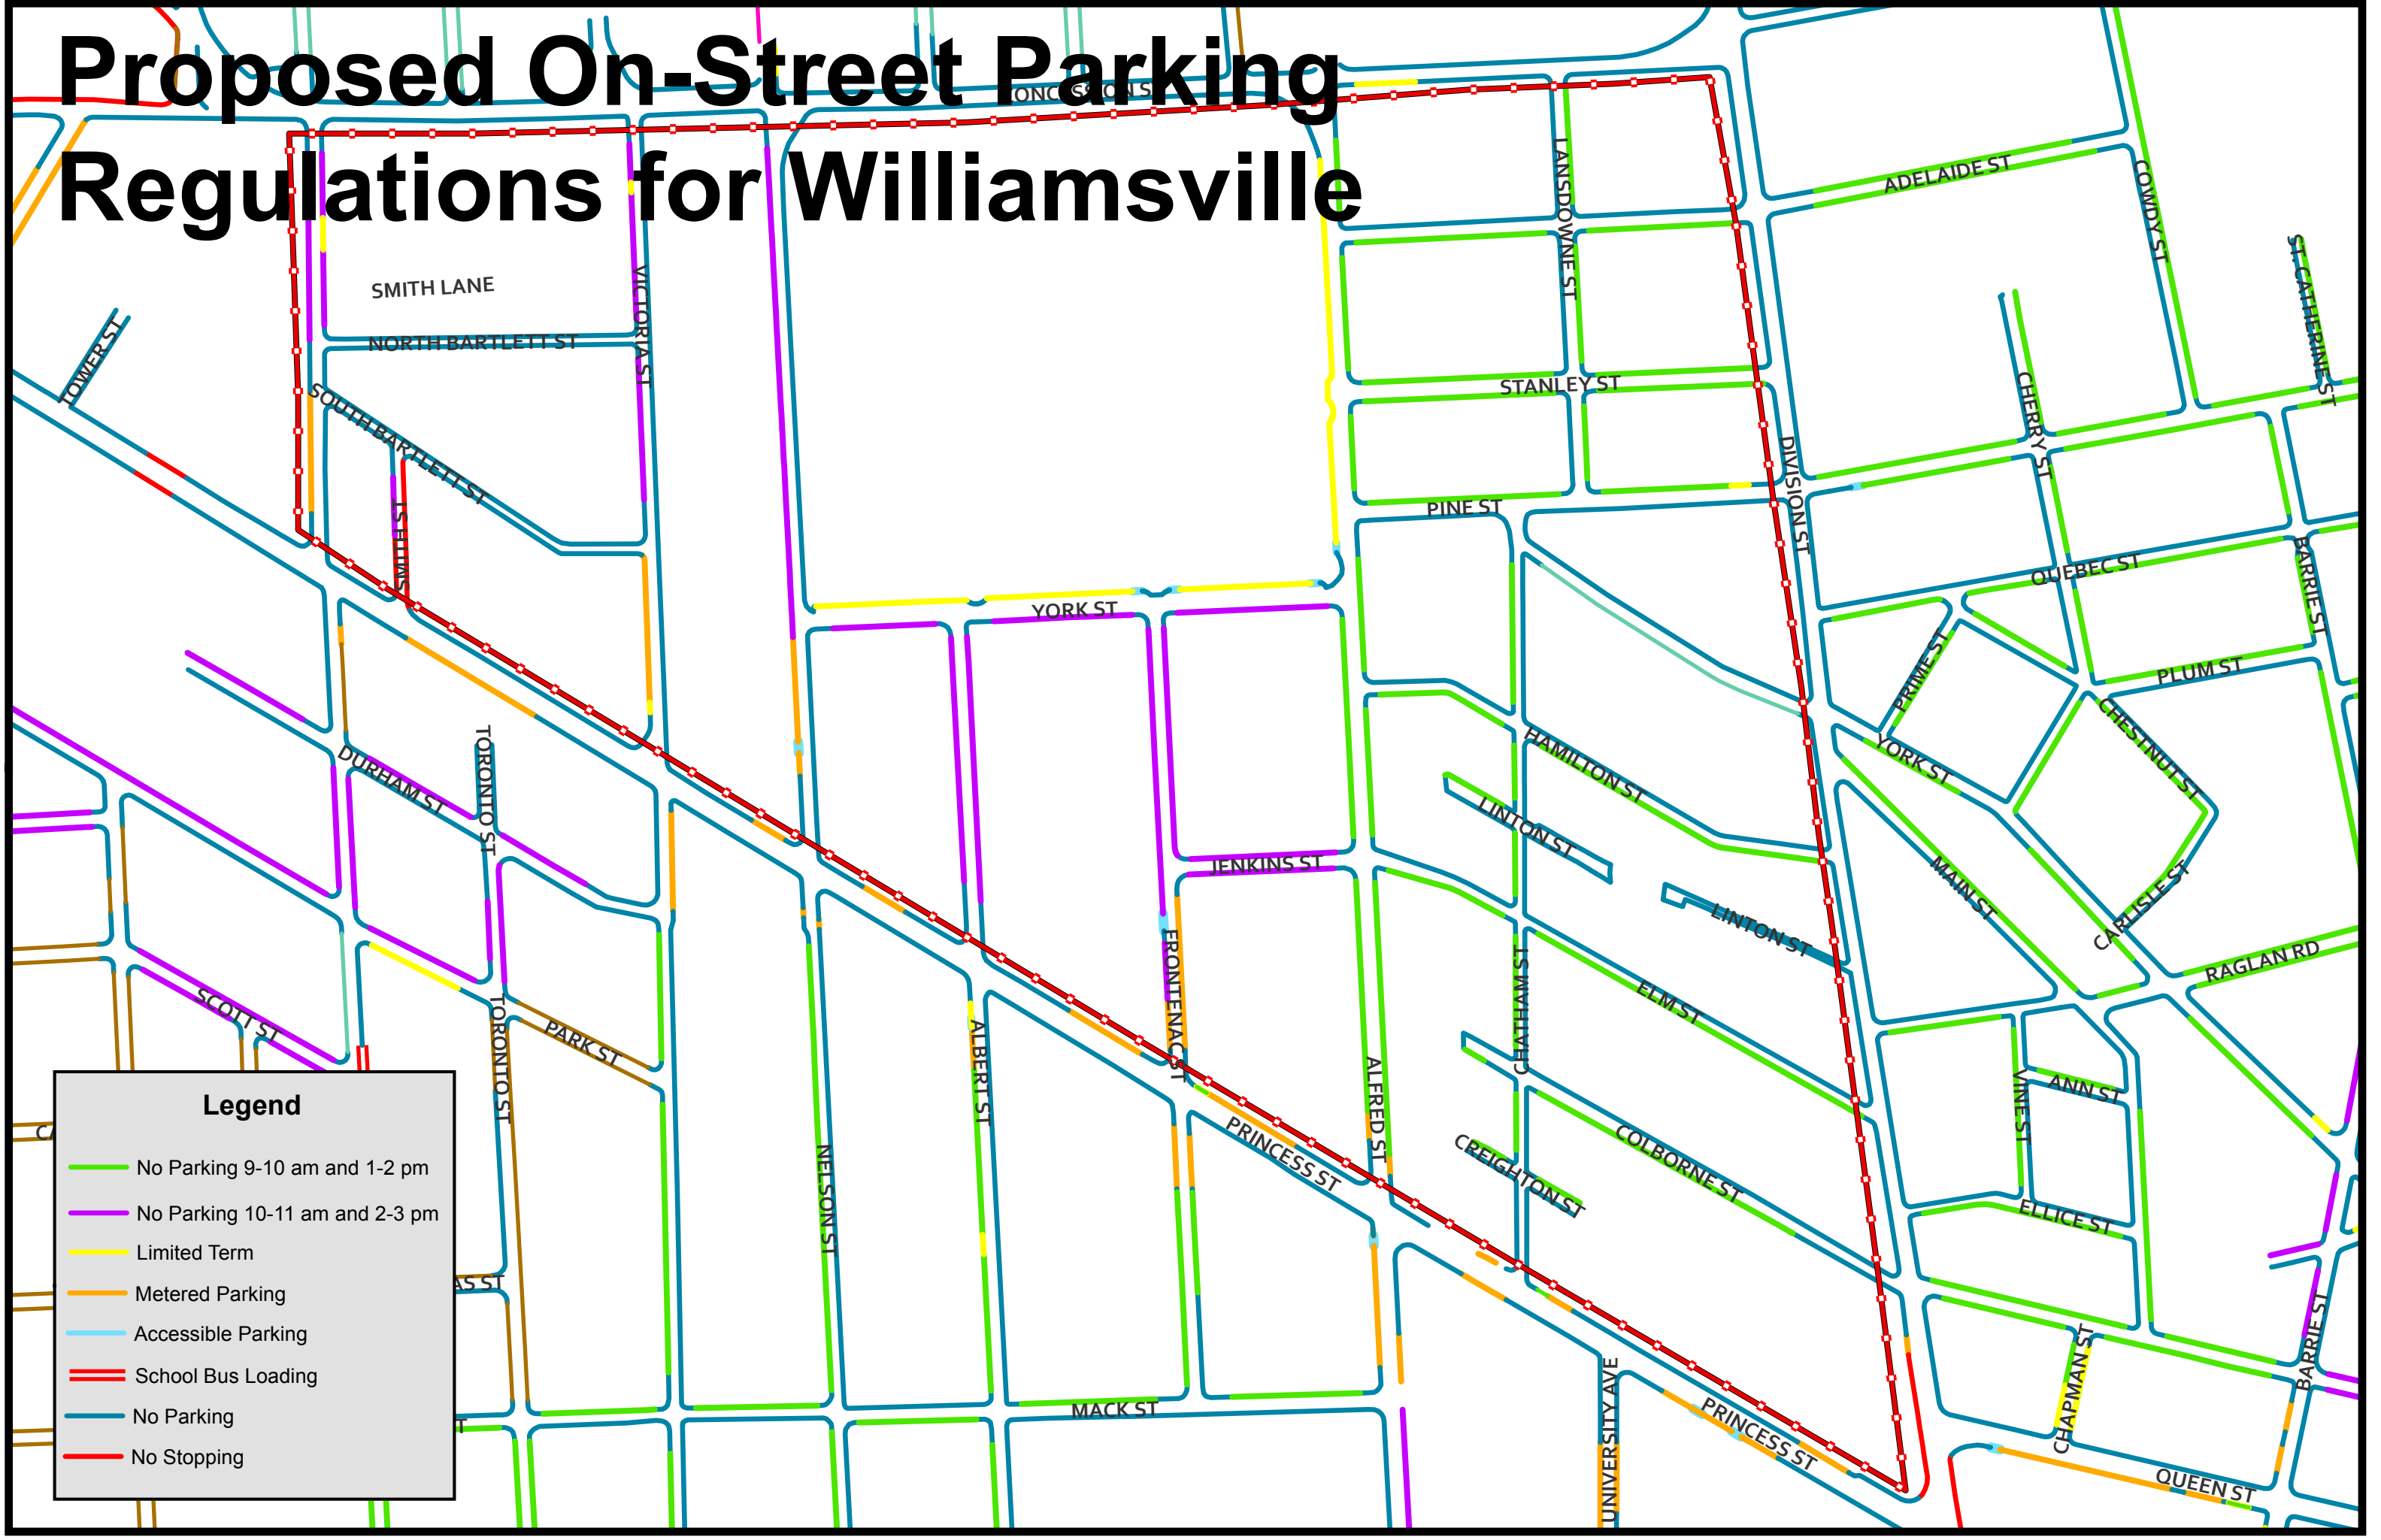 Proposed On-Street Parking
Regulations for Williamsville
LANSDOWNE ST
ADELAIDE ST
COWDY ST
ST. CATHERINE ST
SMITH LANE
VICTORIA ST
NORTH BARTLETT ST
TOWER ST
SOUTH BARTLETT ST
SMITH ST
STANLEY ST
PINE ST
DIVISION ST
CHERRY ST
QUEBEC ST
BARRIE ST
YORK ST
PRIME ST
PLUM ST
CHESTNUT ST
YORK ST
HAMILTON ST
LINTON ST
LINTON ST
JENKINS ST
MAIN ST
CARLISLE ST
RAGLAN RD
DURHAM ST
TORONTO ST
SCOTT ST
TORONTO ST
PARK ST
FRONTENAC ST
CHATHAM ST
ELM ST
ALBERT ST
ALFRED ST
VINE ST
ANN ST
NELSON ST
PRINCESS ST
CREIGHTON ST
COLBORNE ST
ELLICE ST
BARRIE ST
CHAPMAN ST
MACK ST
UNIVERSITY AVE
PRINCESS ST
QUEEN ST
AS ST
Legend
No Parking 9-10 am and 1-2 pm
No Parking 10-11 am and 2-3 pm
Limited Term
Metered Parking
Accessible Parking
School Bus Loading
No Parking
No Stopping